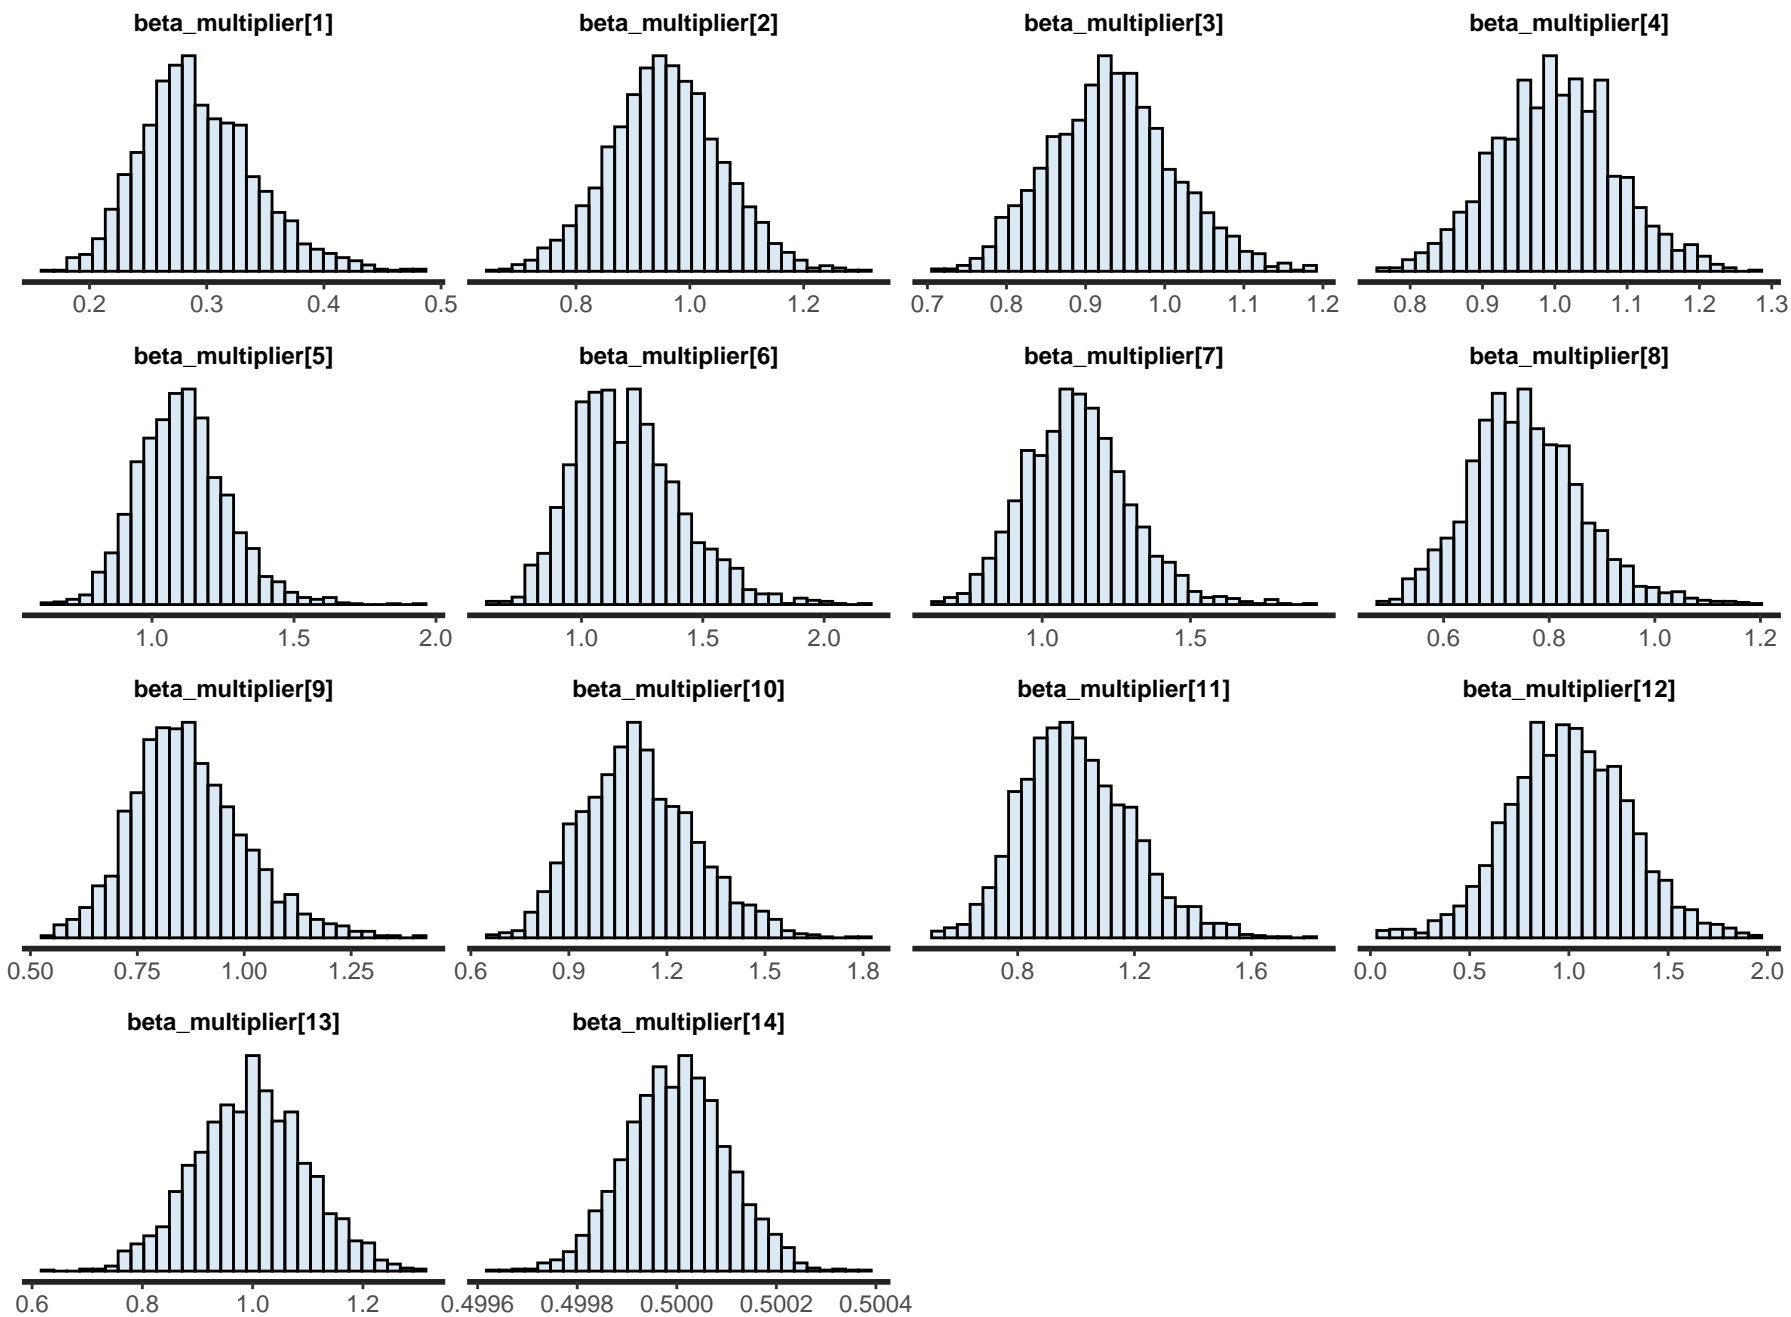 beta_multiplier[1] beta_multiplier[2] beta_multiplier[3] beta_multiplier[4]
0.2 0.3 0.4 0.5 0.8 1.0 1.2 0.7 0.8 0.9 1.0 1.1 1.2 0.8 0.9 1.0 1.1 1.2 1.3
beta_multiplier[5] beta_multiplier[6] beta_multiplier[7] beta_multiplier[8]
1.0 1.5 2.0 1.0 1.5 2.0 1.0 1.5 0.6 0.8 1.0 1.2
beta_multiplier[9] beta_multiplier[10] beta_multiplier[11] beta_multiplier[12]
0.50 0.75 1.00 1.25 0.6 0.9 1.2 1.5 1.8 0.8 1.2 1.6 0.0 0.5 1.0 1.5 2.0
beta_multiplier[13] beta_multiplier[14]
0.6 0.8 1.0 1.2 0.4996 0.4998 0.5000 0.5002 0.5004